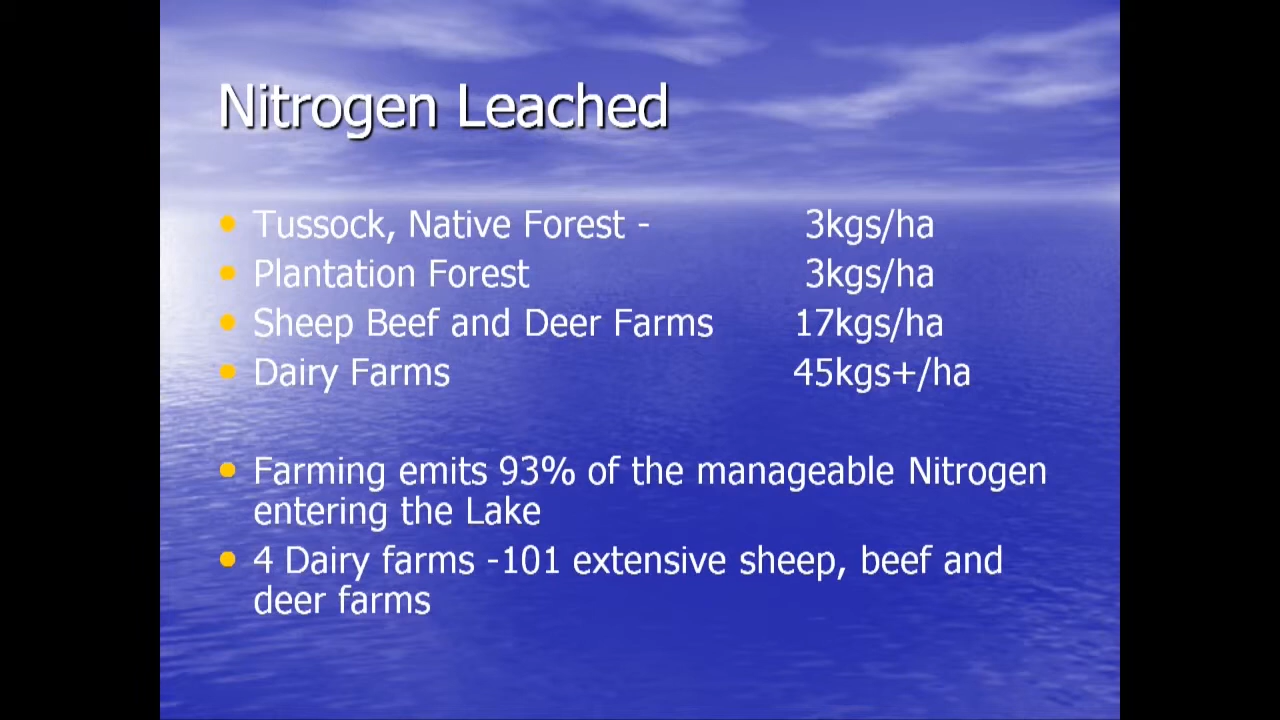 Nitrogen Leached
Tussock, Native Forest - 3kgs/ha
Plantation Forest 3kgs/ha
Sheep Beef and Deer Farms 17kgs/ha
Dairy Farms 45kgs+/ha
Farming emits 93% of the manageable Nitrogen
entering the Lake
4 Dairy farms -101 extensive sheep, beef and
deer farms